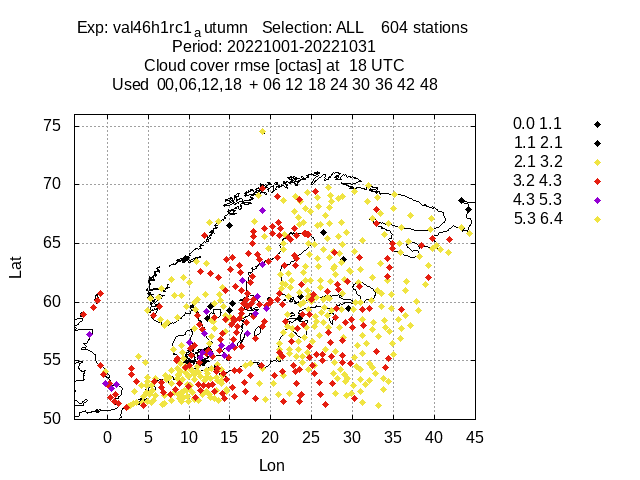 Exp: val46h1rc1autumn Selection: ALL 604 stations
Period: 20221001-20221031
Cloud cover rmse [octas] at 18 UTC
Used 00,06,12,18 + 06 12 18 24 30 36 42 48
75
70
65
60
55
50
Lat
0 5 10 15 20 25 30 35 40 45
Lon
0.0 1.1
1.1 2.1
2.1 3.2
3.2 4.3
4.3 5.3
5.3 6.4